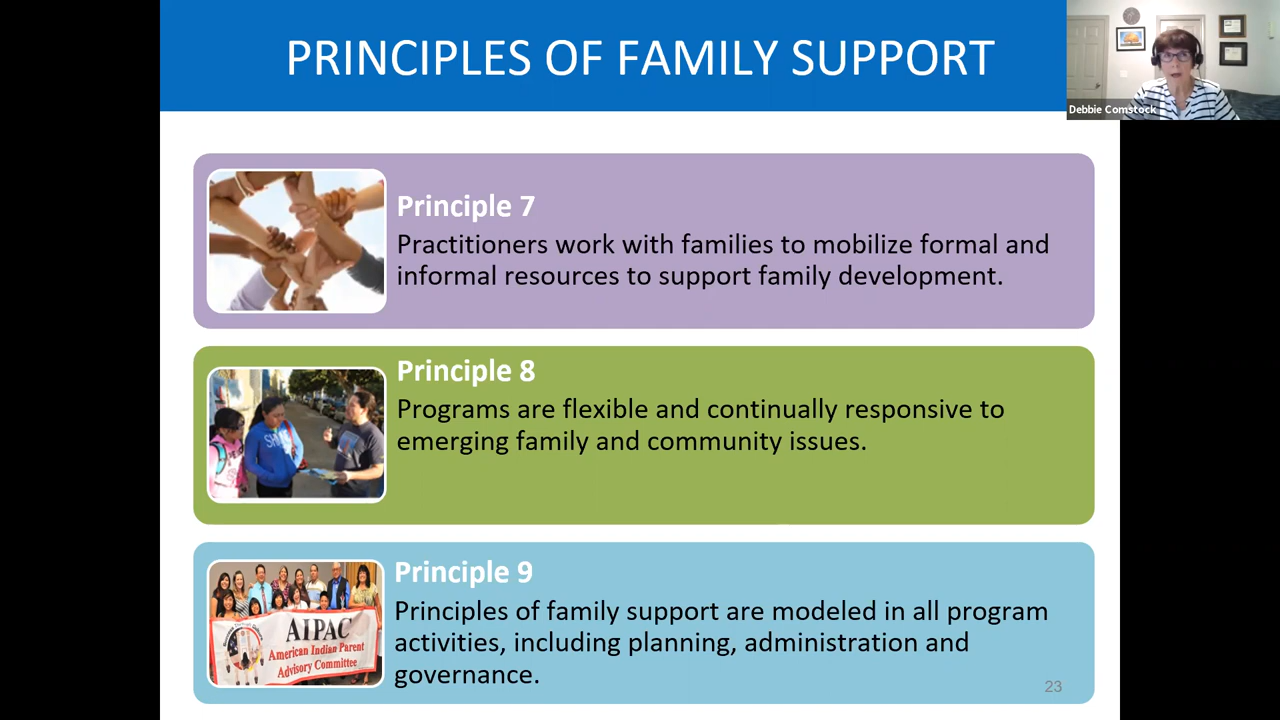 PRINCIPLES OF FAMILY SUPPORT
Debbie Comstock
Principle 7
Practitioners work with families to mobilize formal and
informal resources to support family development.
Principle 8
Programs are flexible and continually responsive to
emerging family and community issues.
AIPAC
American Indian Parent
Advisory Committee
Principle 9
Principles of family support are modeled in all program
activities, including planning, administration and
governance.
23